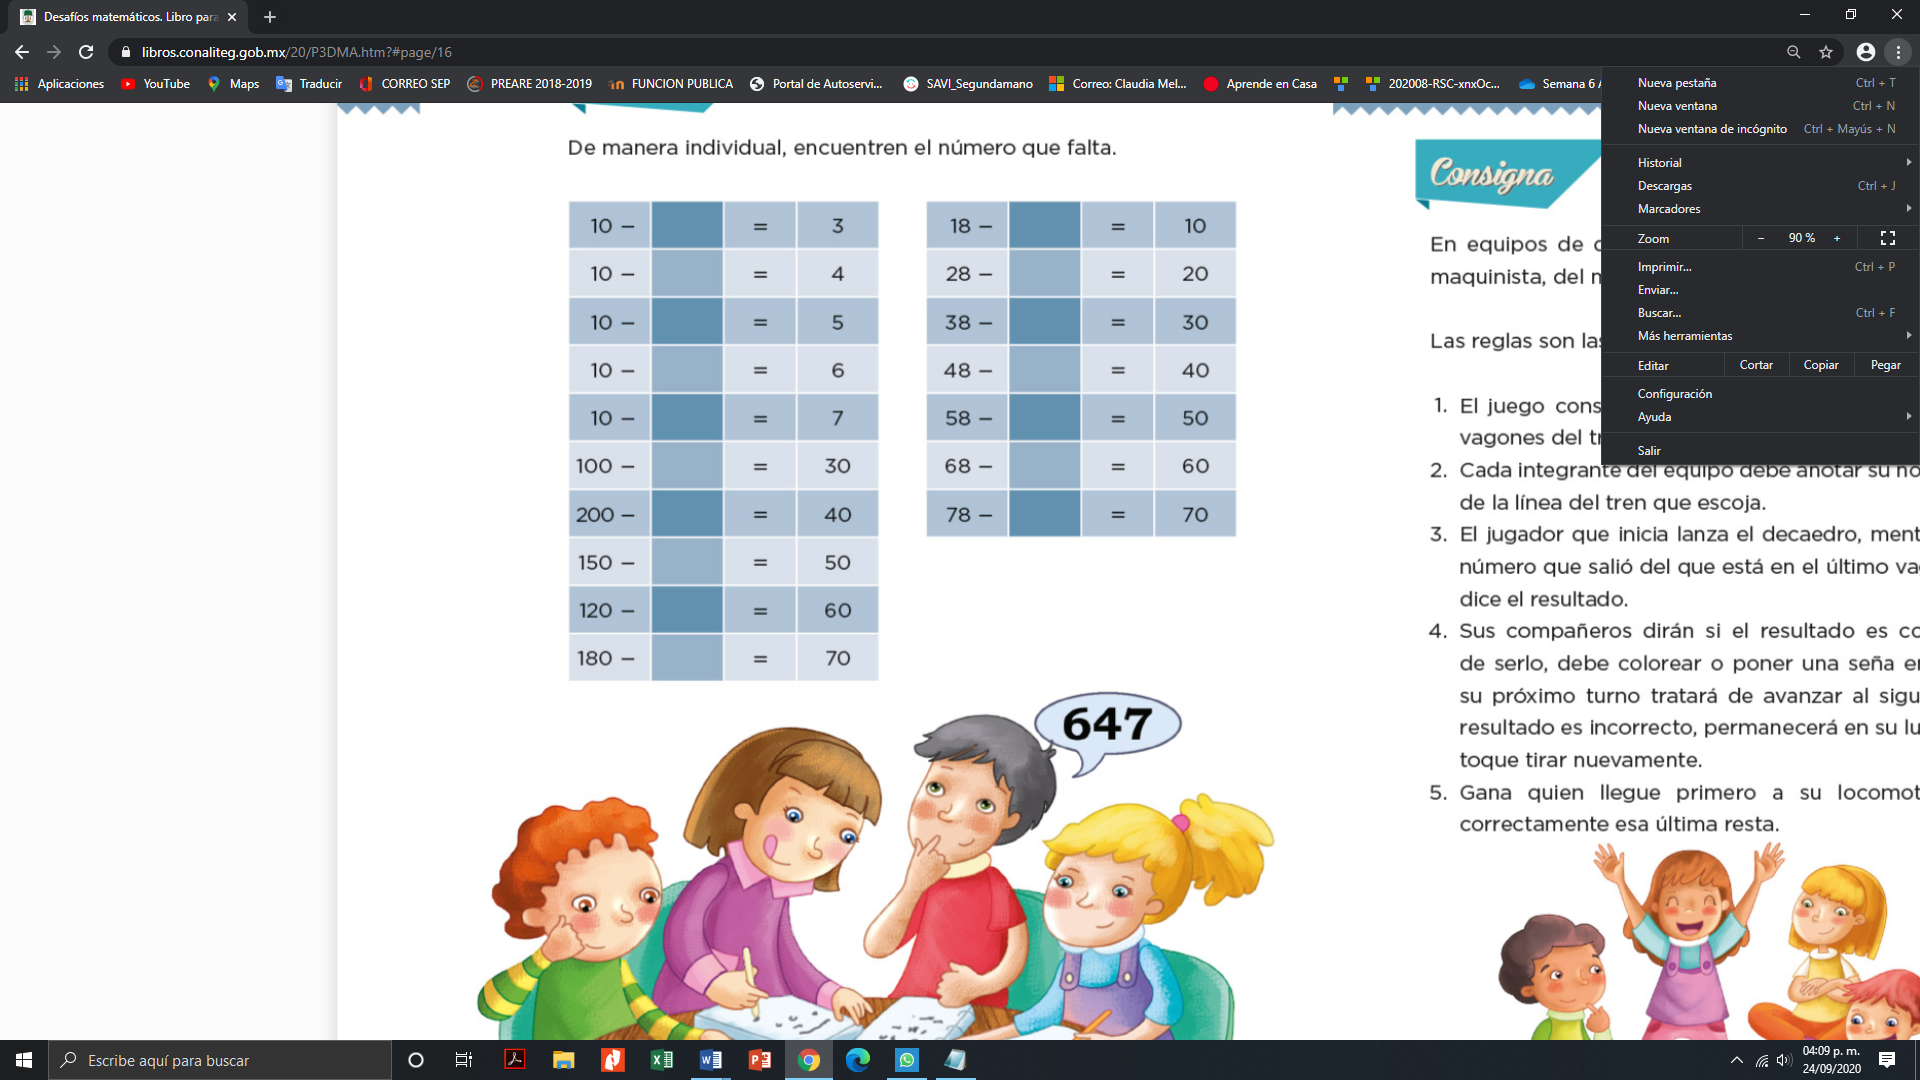 Desafíos matemáticos. Libro para
libros.conaliteg.gob.mx/20/P3DMA.htm?#page/16
Aplicaciones YouTube Maps Traducir CORREO SEP PREARE 2018-2019 FUNCION PUBLICA Portal de Autoservi... SAVI_Segundamano Correo: Claudia Mel... Aprende en Casa 202008-RSC-xnxOc... Semana 6
Nueva pestaña Ctrl + T
Nueva ventana Ctrl + N
Nueva ventana de incógnito Ctrl + Mayús + N
Historial
Descargas Ctrl + J
Marcadores
Zoom − 90 % +
Imprimir... Ctrl + P
Enviar...
Buscar... Ctrl + F
Más herramientas
Editar Cortar Copiar Pegar
Configuración
Ayuda
Salir
De manera individual, encuentren el número que falta.
10 − = 3
10 − = 4
10 − = 5
10 − = 6
10 − = 7
100 − = 30
200 − = 40
150 − = 50
120 − = 60
180 − = 70
18 − = 10
28 − = 20
38 − = 30
48 − = 40
58 − = 50
68 − = 60
78 − = 70
647
Consigna
En equipos de
maquinista, del
Las reglas son
1. El juego
vagones del
2. Cada integrante del equipo debe anotar su
de la línea del tren que escoja.
3. El jugador que inicia lanza el decaedro,
número que salió del que está en el último
dice el resultado.
4. Sus compañeros dirán si el resultado es
de serlo, debe colorear o poner una seña
su próximo turno tratará de avanzar al
resultado es incorrecto, permanecerá en su
toque tirar nuevamente.
5. Gana quien llegue primero a su
correctamente esa última resta.
Escribe aquí para buscar
04:09 p. m.
24/09/2020